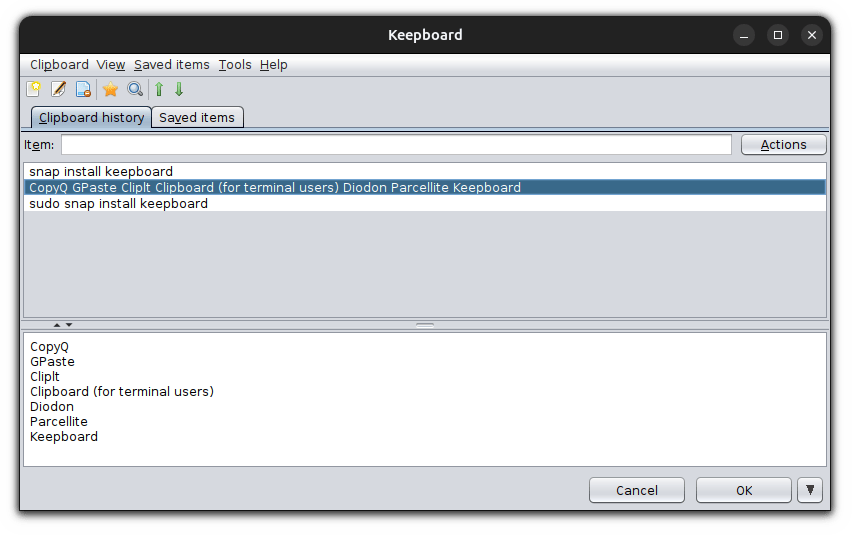 Keepboard
Clipboard View Saved items Tools Help
Clipboard history Saved items
Item: Actions
snap install keepboard
CopyQ GPaste Cliplt Clipboard (for terminal users) Diodon Parcellite Keepboard
sudo snap install keepboard
CopyQ
GPaste
Cliplt
Clipboard (for terminal users)
Diodon
Parcellite
Keepboard
Cancel OK